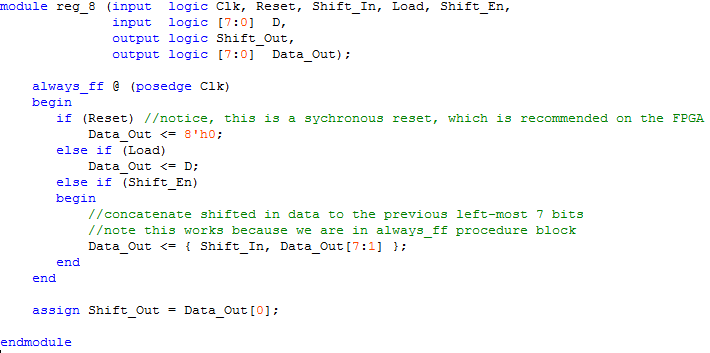 module reg_8 (input  logic Clk, Reset, Shift_In, Load, Shift_En,
              input  logic [7:0]  D,
              output logic Shift_Out,
              output logic [7:0]  Data_Out);
    always_ff @ (posedge Clk)
    begin
       if (Reset) //notice, this is a sychronous reset, which is recommended on the FPGA
           Data_Out <= 8'h0;
       else if (Load)
           Data_Out <= D;
       else if (Shift_En)
       begin
           //concatenate shifted in data to the previous left-most 7 bits
           //note this works because we are in always_ff procedure block
           Data_Out <= { Shift_In, Data_Out[7:1] };
       end
    end
    assign Shift_Out = Data_Out[0];
endmodule